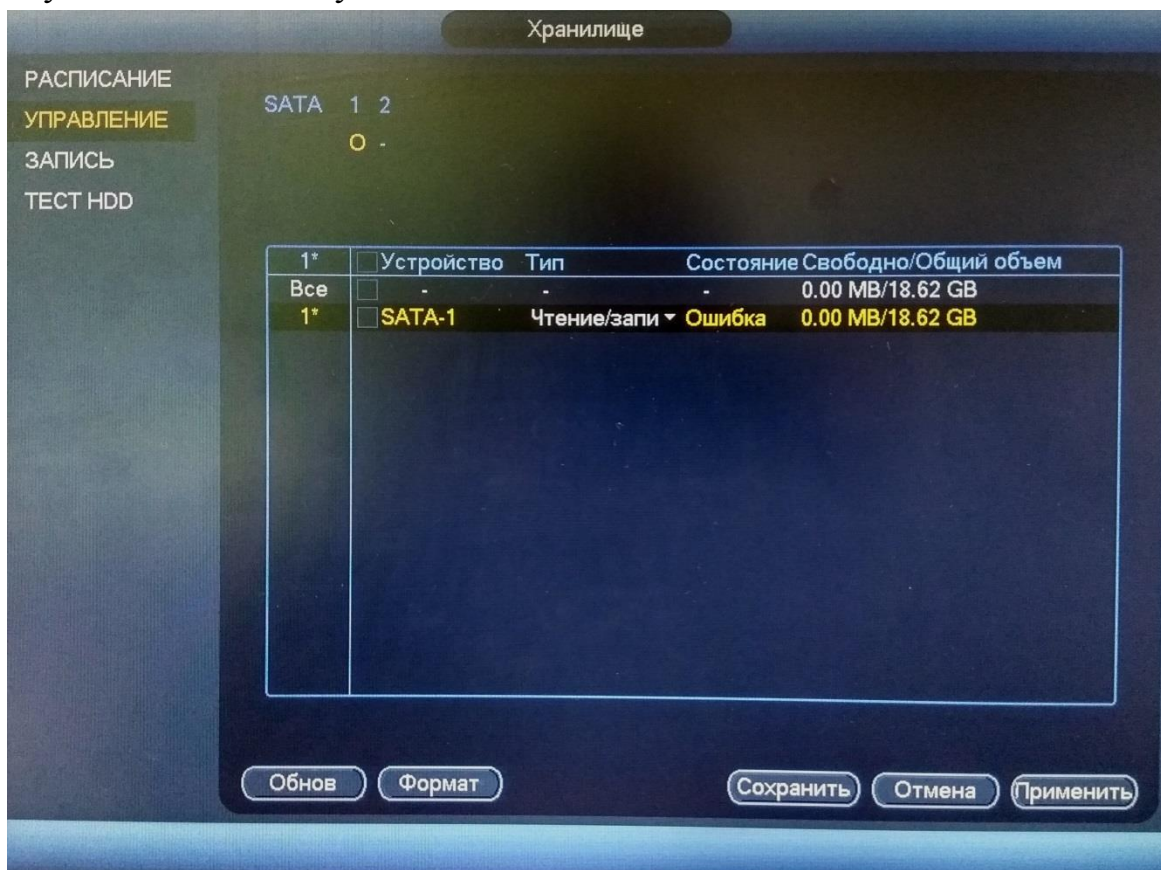 Хранилище
РАСПИСАНИЕ
УПРАВЛЕНИЕ
ЗАПИСЬ
ТЕСТ HDD
SATA 1 2
O -
1* Устройство Тип Состояние Свободно/Общий объем
Все - - - 0.00 MB/18.62 GB
1* SATA-1 Чтение/запи Ошибка 0.00 MB/18.62 GB
Обнов Формат Сохранить Отмена Применить